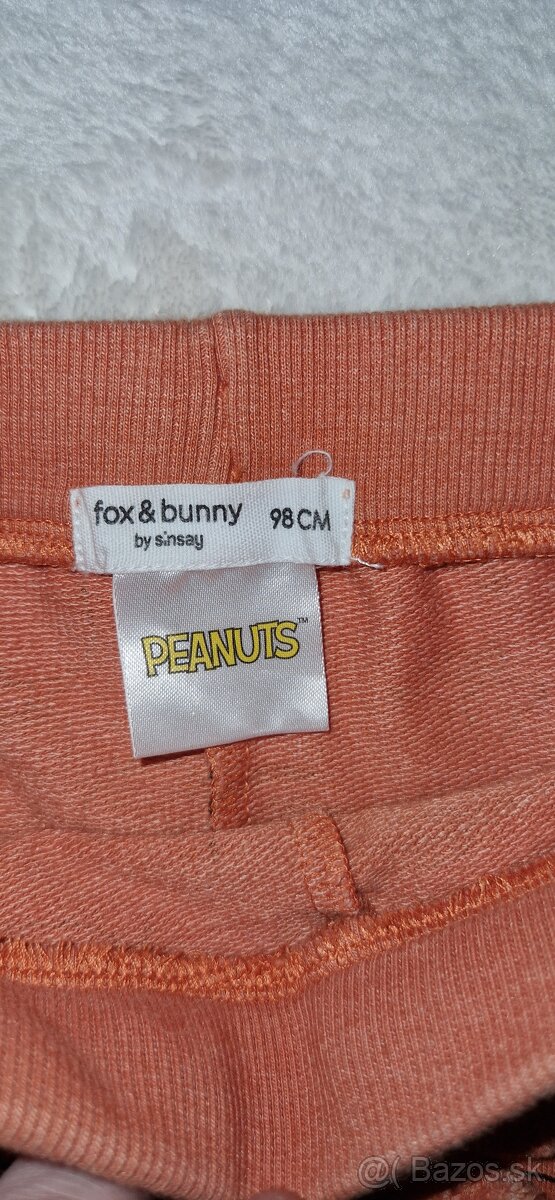 fox & bunny 98 CM
by sinsay
PEANUTS™
@( Bazos.sk